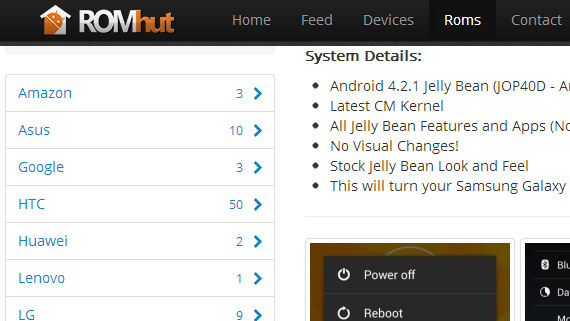 ROMhut Home Feed Devices Roms Contact
Amazon 3
Asus 10
Google 3
HTC 50
Huawei 2
Lenovo 1
LG 9
System Details:
Android 4.2.1 Jelly Bean (JOP40D - A
Latest CM Kernel
All Jelly Bean Features and Apps (No
No Visual Changes!
Stock Jelly Bean Look and Feel
This will turn your Samsung Galaxy
Power off
Reboot
Blu
Da
Mo